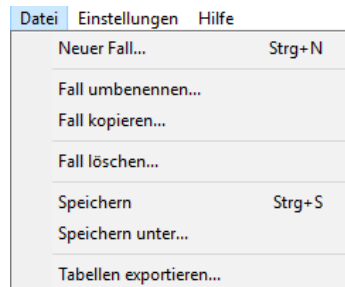 Datei Einstellungen Hilfe
Neuer Fall... Strg+N
Fall umbenennen...
Fall kopieren...
Fall löschen...
Speichern Strg+S
Speichern unter...
Tabellen exportieren...